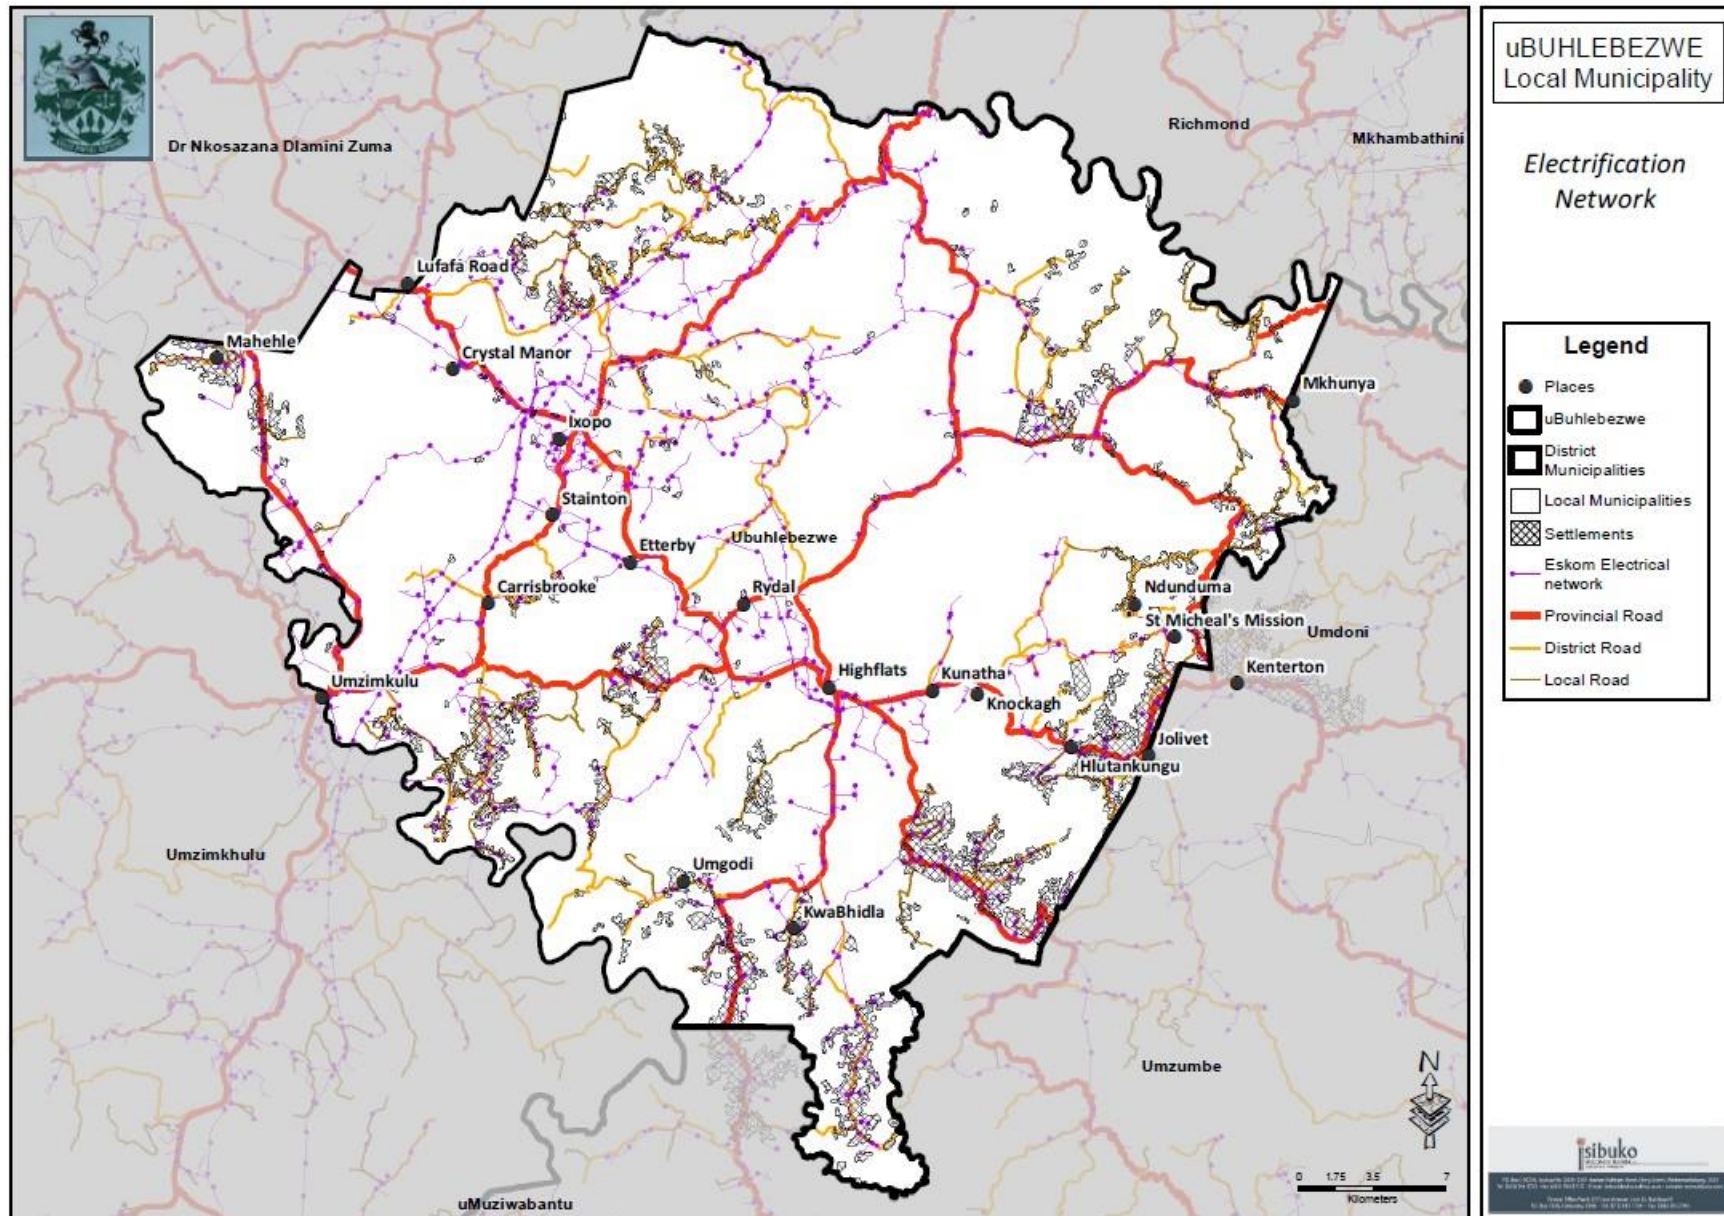 uBUHLEBEZWE
Local Municipality
Electrification
Network
Legend
Places
uBuhlebezwe
District
Municipalities
Local Municipalities
Settlements
Eskom Electrical
network
Provincial Road
District Road
Local Road
Dr Nkosazana Dlamini Zuma
Richmond
Mkhambathini
Lufafa Road
Mahehle
Crystal Manor
Mkhunya
Ixopo
Stainton
Ubuhlebezwe
Etterby
Carrisbrooke
Rydal
Ndunduma
St Micheal's Mission
Umdoni
Kenterton
Umzimkulu
Highflats
Kunatha
Knockagh
Jolivet
Hlutankungu
Umzimkhulu
Umgodi
KwaBhidla
Umzumbe
uMuziwabantu
N
0 1.75 3.5 7
Kilometers
isibuko